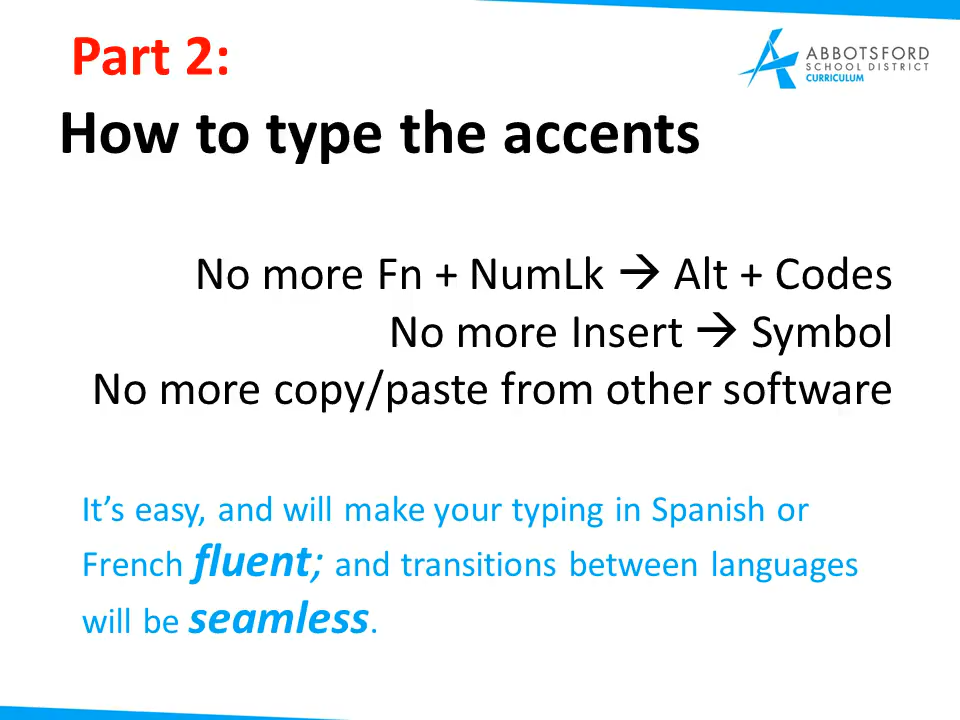 Part 2:
ABBOTSFORD
SCHOOL DISTRICT
CURRICULUM
How to type the accents
No more Fn + NumLk → Alt + Codes
No more Insert → Symbol
No more copy/paste from other software
It’s easy, and will make your typing in Spanish or
French fluent; and transitions between languages
will be seamless.